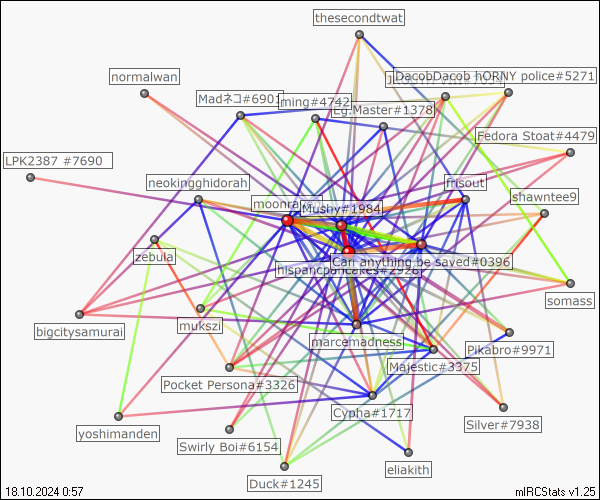 thesecondtwat
normalwan
DacobDacob hORNY police#5271
Madネコ#6901
ming#4742
Eg.Master#1378
Fedora Stoat#4479
LPK2387 #7690
neokingghidorah
frisout
shawntee9
Mushy#1984
zebula
Can anything be saved#0396
hispancpancakes#2928
somass
bigcitysamurai
mukszi
marcemadness
Pikabro#9971
Majestic#3375
Pocket Persona#3326
Cypha#1717
Silver#7938
yoshimanden
Swirly Boi#6154
eliakith
Duck#1245
18.10.2024 0:57
mIRCStats v1.25